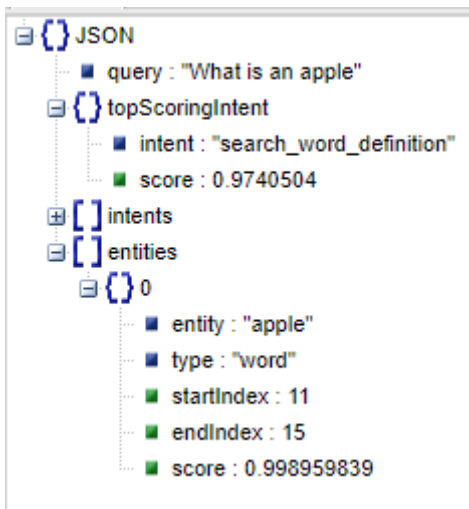 JSON
query : "What is an apple"
topScoringIntent
intent : "search_word_definition"
score : 0.9740504
intents
entities
0
entity : "apple"
type : "word"
startIndex : 11
endIndex : 15
score : 0.998959839